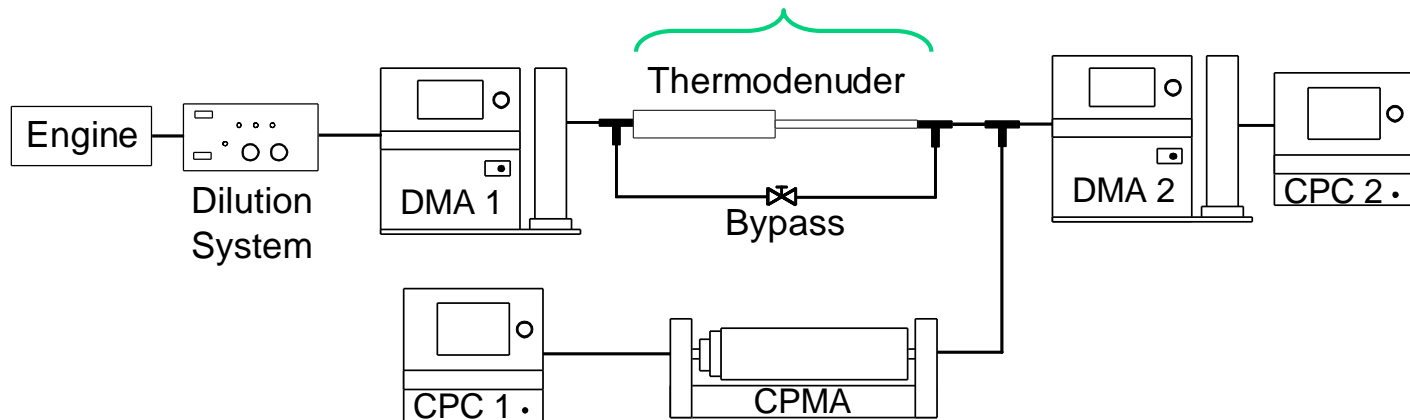 Thermodenuder
Engine
Dilution
System
DMA 1
Bypass
DMA 2
CPC 2
CPC 1
CPMA